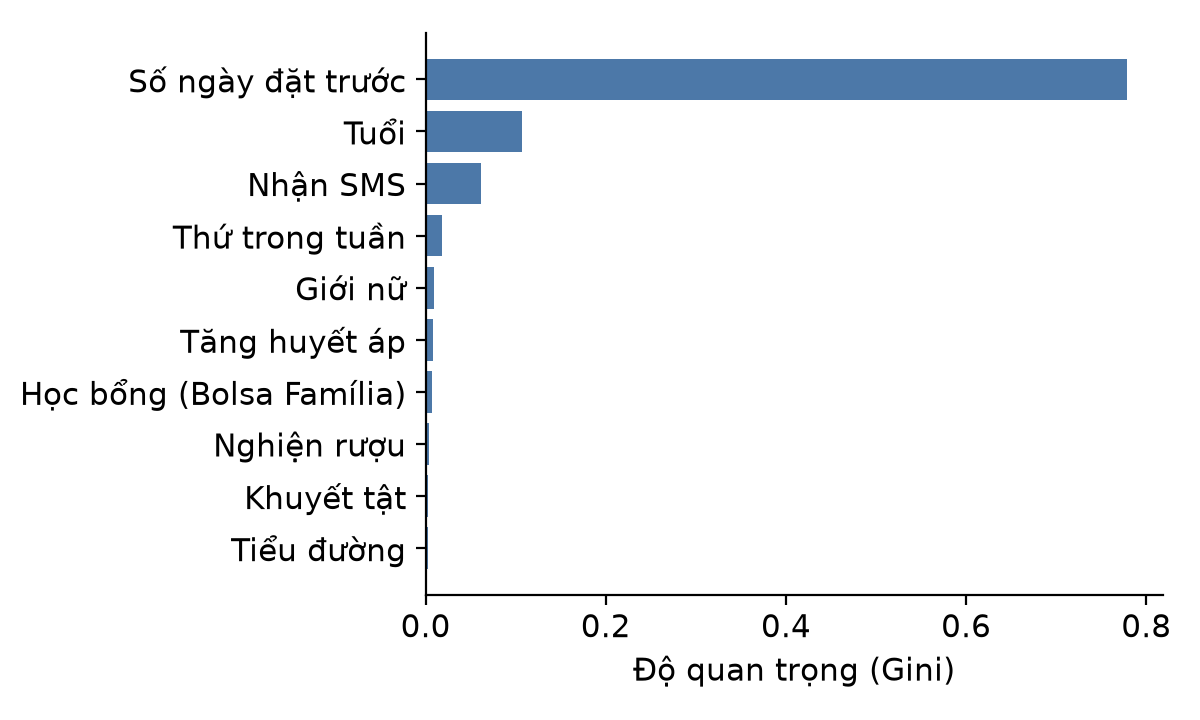 Số ngày đặt trước
Tuổi
Nhận SMS
Thứ trong tuần
Giới nữ
Tăng huyết áp
Học bổng (Bolsa Família)
Nghiện rượu
Khuyết tật
Tiểu đường
0.0 0.2 0.4 0.6 0.8
Độ quan trọng (Gini)